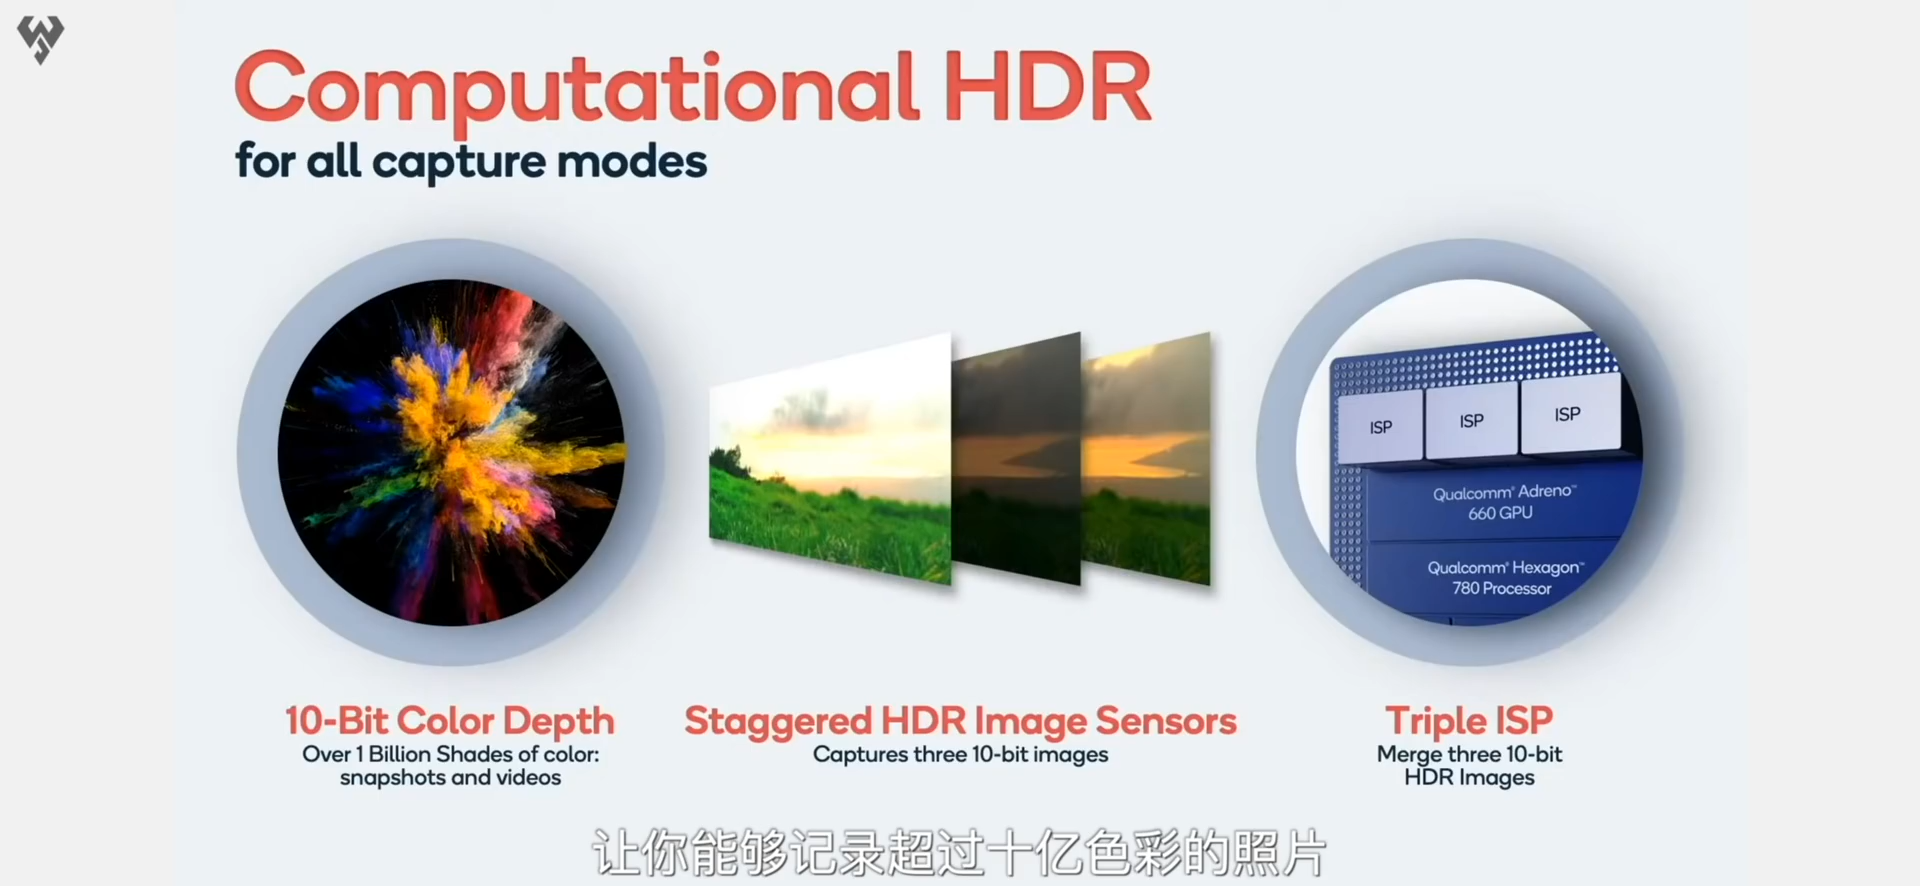 Computational HDR
for all capture modes
ISP
ISP
ISP
Qualcomm® Adreno™
660 GPU
Qualcomm® Hexagon™
780 Processor
10-Bit Color Depth
Over 1 Billion Shades of color:
snapshots and videos
Staggered HDR Image Sensors
Captures three 10-bit images
Triple ISP
Merge three 10-bit
HDR Images
让你能够记录超过十亿色彩的照片